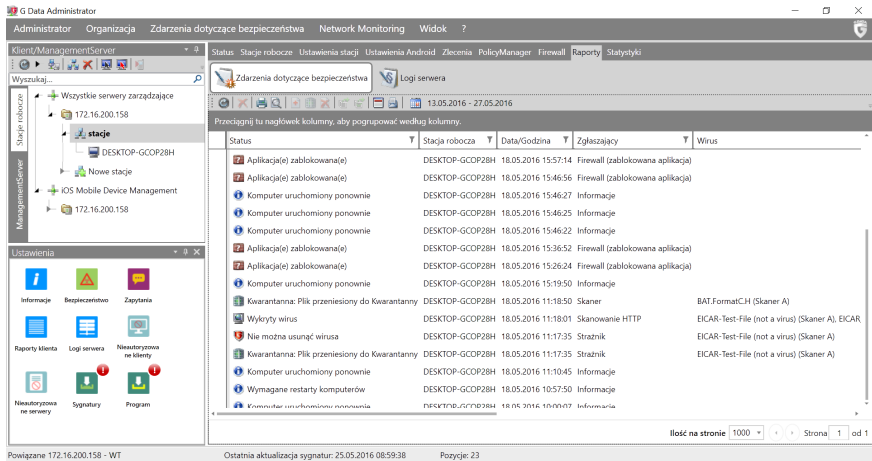 G Data Administrator
Administrator Organizacja Zdarzenia dotyczące bezpieczeństwa Network Monitoring Widok ?
Klient/ManagementServer
Wyszukaj...
Stacje robocze
ManagementServer
Wszystkie serwery zarządzające
172.16.200.158
stacje
DESKTOP-GCOP28H
Nowe stacje
iOS Mobile Device Management
172.16.200.158
Ustawienia
Informacje Bezpieczeństwo Zapytania
Raporty klienta Logi serwera Nieautoryzowa
ne klienty
Nieautoryzowa Sygnatury Program
ne serwery
Status Stacje robocze Ustawienia stacji Ustawienia Android Zlecenia PolicyManager Firewall Raporty Statystyki
Zdarzenia dotyczące bezpieczeństwa Logi serwera
13.05.2016 - 27.05.2016
Przeciągnij tu nagłówek kolumny, aby pogrupować według kolumny.
Status Stacja robocza Data/Godzina Zgłaszający Wirus
Aplikacja(e) zablokowana(e) DESKTOP-GCOP28H 18.05.2016 15:57:14 Firewall (zablokowana aplikacja)
Aplikacja(e) zablokowana(e) DESKTOP-GCOP28H 18.05.2016 15:46:56 Firewall (zablokowana aplikacja)
Komputer uruchomiony ponownie DESKTOP-GCOP28H 18.05.2016 15:46:27 Informacje
Komputer uruchomiony ponownie DESKTOP-GCOP28H 18.05.2016 15:46:25 Informacje
Komputer uruchomiony ponownie DESKTOP-GCOP28H 18.05.2016 15:46:22 Informacje
Aplikacja(e) zablokowana(e) DESKTOP-GCOP28H 18.05.2016 15:36:52 Firewall (zablokowana aplikacja)
Aplikacja(e) zablokowana(e) DESKTOP-GCOP28H 18.05.2016 15:26:24 Firewall (zablokowana aplikacja)
Komputer uruchomiony ponownie DESKTOP-GCOP28H 18.05.2016 15:19:50 Informacje
Kwarantanna: Plik przeniesiony do Kwarantanny DESKTOP-GCOP28H 18.05.2016 11:18:50 Skaner BAT.FormatC.H (Skaner A)
Wykryty wirus DESKTOP-GCOP28H 18.05.2016 11:18:01 Skanowanie HTTP EICAR-Test-File (not a virus) (Skaner A), EICAR
Nie można usunąć wirusa DESKTOP-GCOP28H 18.05.2016 11:17:35 Strażnik EICAR-Test-File (not a virus) (Skaner A)
Kwarantanna: Plik przeniesiony do Kwarantanny DESKTOP-GCOP28H 18.05.2016 11:17:35 Strażnik EICAR-Test-File (not a virus) (Skaner A)
Komputer uruchomiony ponownie DESKTOP-GCOP28H 18.05.2016 11:10:45 Informacje
Wymagane restarty komputerów DESKTOP-GCOP28H 18.05.2016 10:57:50 Informacje
Komputer uruchomiony ponownie DESKTOP-GCOP28H 18.05.2016 10:00:07 Informacje
Ilość na stronie 1000 Strona 1 od 1
Powiązane 172.16.200.158 - WT Ostatnia aktualizacja sygnatur: 25.05.2016 08:59:38 Pozycje: 23